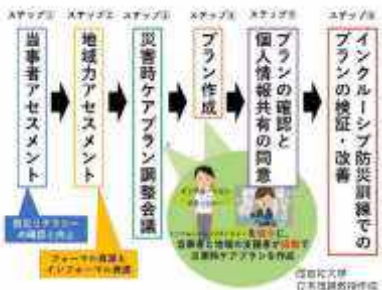 ステップ①
当事者アセスメント
ステップ②
地域力アセスメント
ステップ③
災害時ケアプラン調整会議
ステップ④
プラン作成
ステップ⑤
プランの確認と
個人情報共有の同意
ステップ⑥
インクルーシブ防災訓練での
プランの検証・改善
防災リテラシー
の確認と向上
フォーマル資源と
インフォーマル資源
を核に、
当事者と地域の支援者が協働で
災害時ケアプランを作成
©同志社大学
立木茂雄教授作成